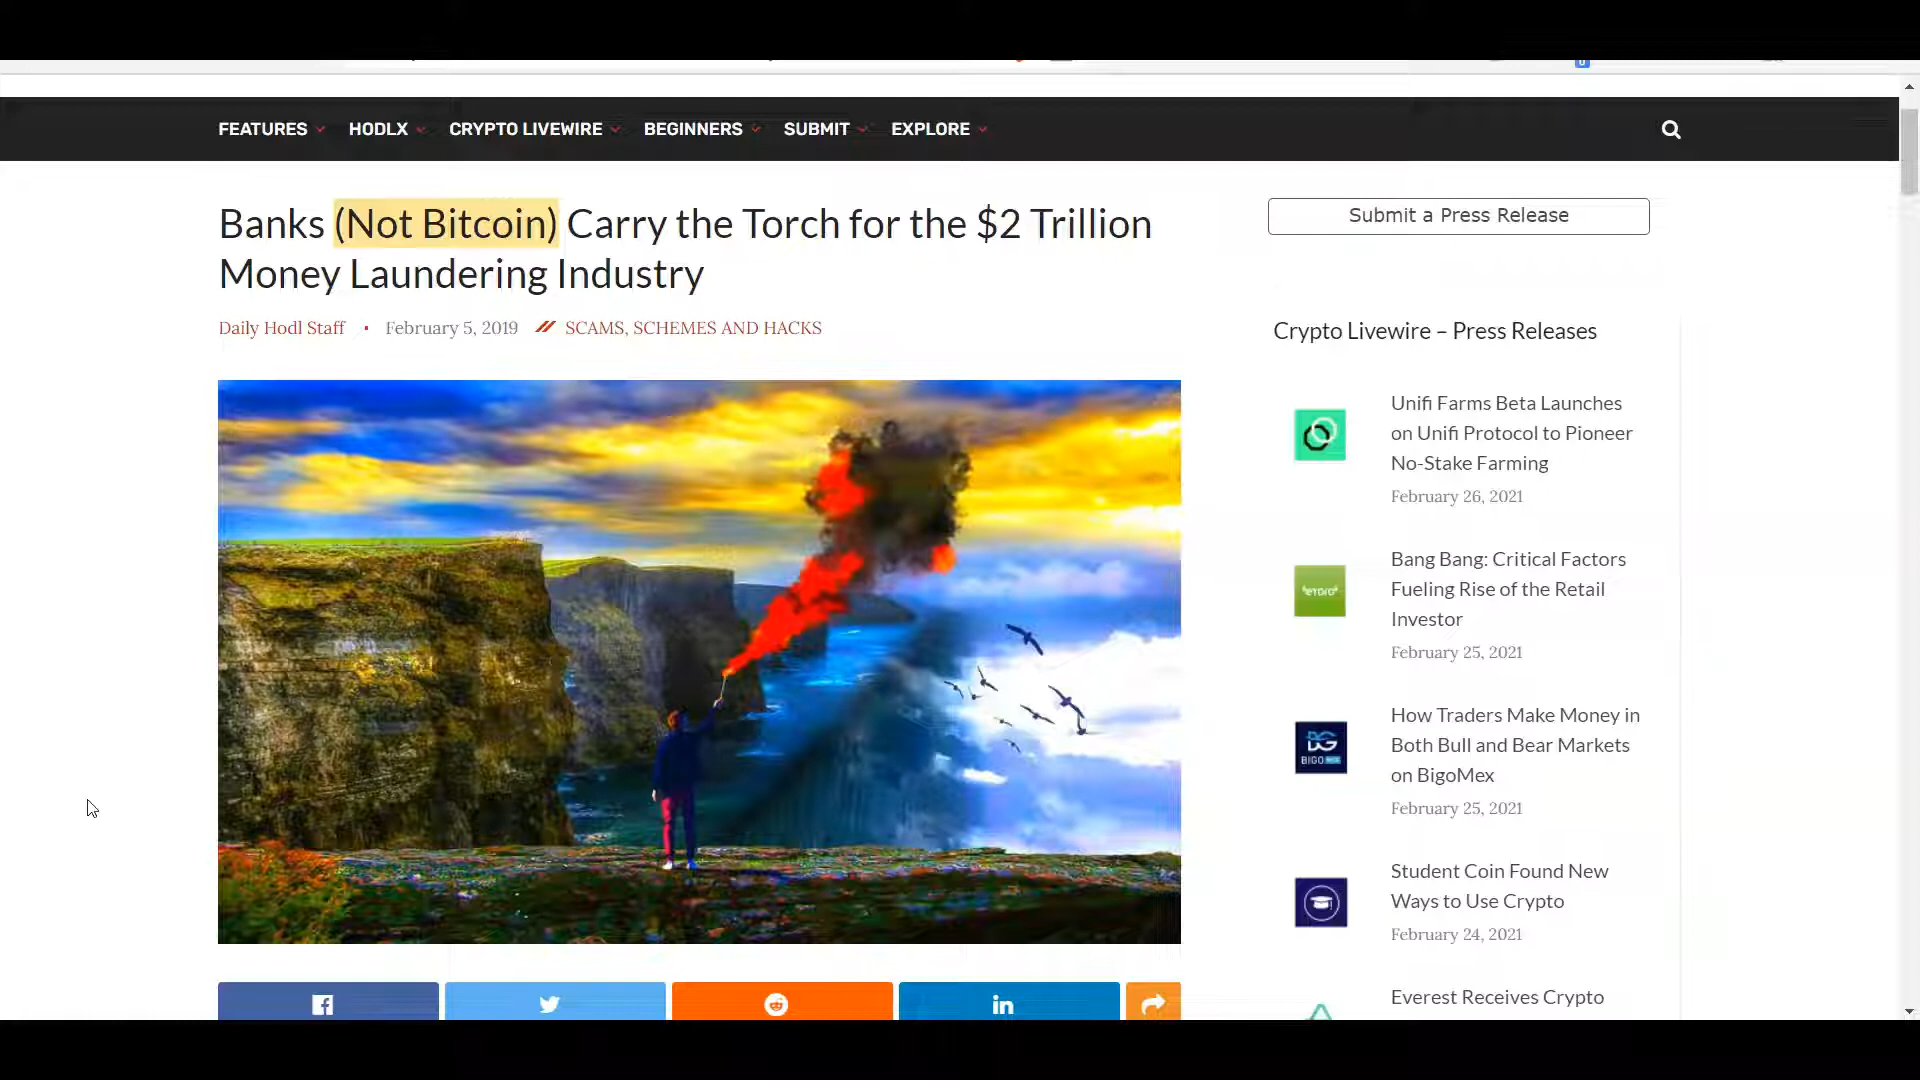 FEATURES HODLX CRYPTO LIVEWIRE BEGINNERS SUBMIT EXPLORE
Banks (Not Bitcoin) Carry the Torch for the $2 Trillion
Money Laundering Industry
Daily Hodl Staff
February 5, 2019
SCAMS, SCHEMES AND HACKS
Submit a Press Release
Crypto Livewire – Press Releases
Unifi Farms Beta Launches
on Unifi Protocol to Pioneer
No-Stake Farming
February 26, 2021
eToro
Bang Bang: Critical Factors
Fueling Rise of the Retail
Investor
February 25, 2021
BIGO
How Traders Make Money in
Both Bull and Bear Markets
on BigoMex
February 25, 2021
Student Coin Found New
Ways to Use Crypto
February 24, 2021
Everest Receives Crypto